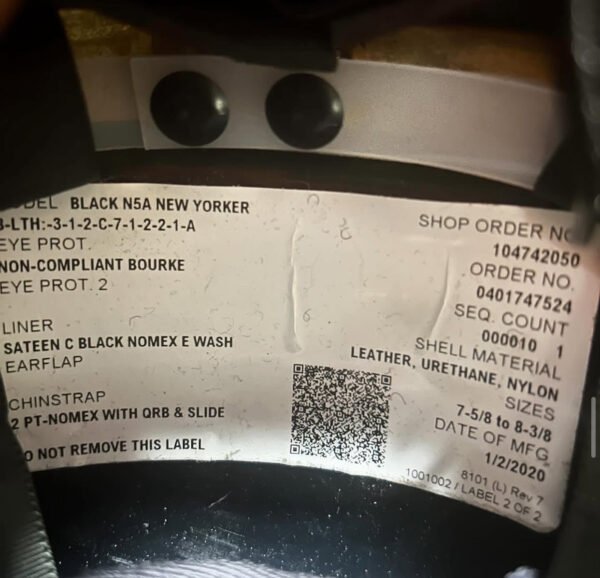 BLACK N5A NEW YORKER
-LTH:-3-1-2-C-7-1-2-2-1-A
EYE PROT.
NON-COMPLIANT BOURKE
EYE PROT. 2
LINER
SATEEN C BLACK NOMEX E WASH
EARFLAP
CHINSTRAP
2 PT-NOMEX WITH QRB & SLIDE
O NOT REMOVE THIS LABEL
SHOP ORDER
104742050
ORDER NO.
0401747524
SEQ. COUNT
000010 1
SHELL MATERIAL
LEATHER, URETHANE, NYLON
SIZES
7-5/8 to 8-3/8
DATE OF MFG
1/2/2020
8101 (L) Rev 7
1001002 / LABEL 2 OF 2